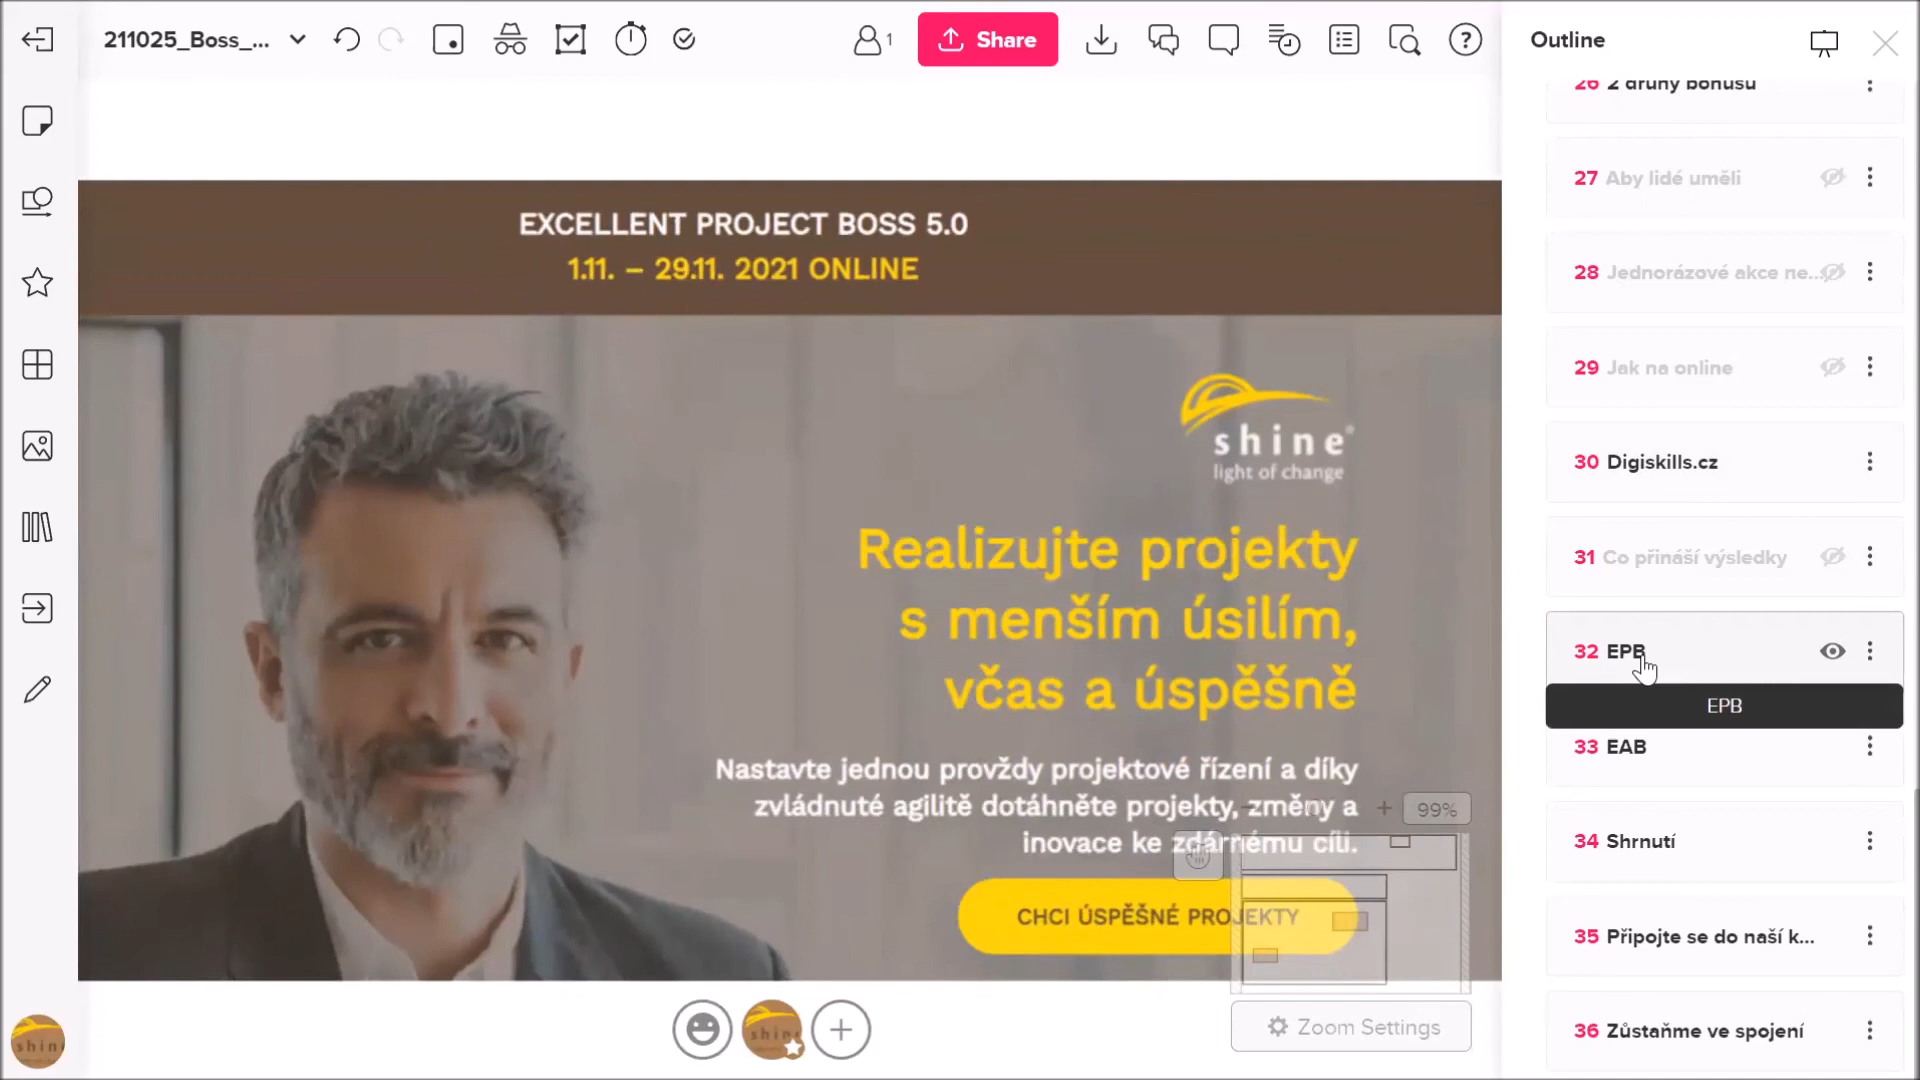 211025_Boss_...
1
Share
Outline
26 2 druhy bonusů
27 Aby lidé uměli
28 Jednorázové akce ne...
29 Jak na online
30 Digiskills.cz
31 Co přináší výsledky
32 EPB
EPB
33 EAB
34 Shrnutí
35 Připojte se do naší k...
36 Zůstaňme ve spojení
EXCELLENT PROJECT BOSS 5.0
1.11. – 29.11. 2021 ONLINE
shine®
light of change
Realizujte projekty
s menším úsilím,
včas a úspěšně
Nastavte jednou provždy projektové řízení a díky
zvládnuté agilitě dotáhněte projekty, změny a
inovace ke zdárnému cíli.
CHCI ÚSPĚŠNÉ PROJEKTY
99%
Zoom Settings
shine
shin